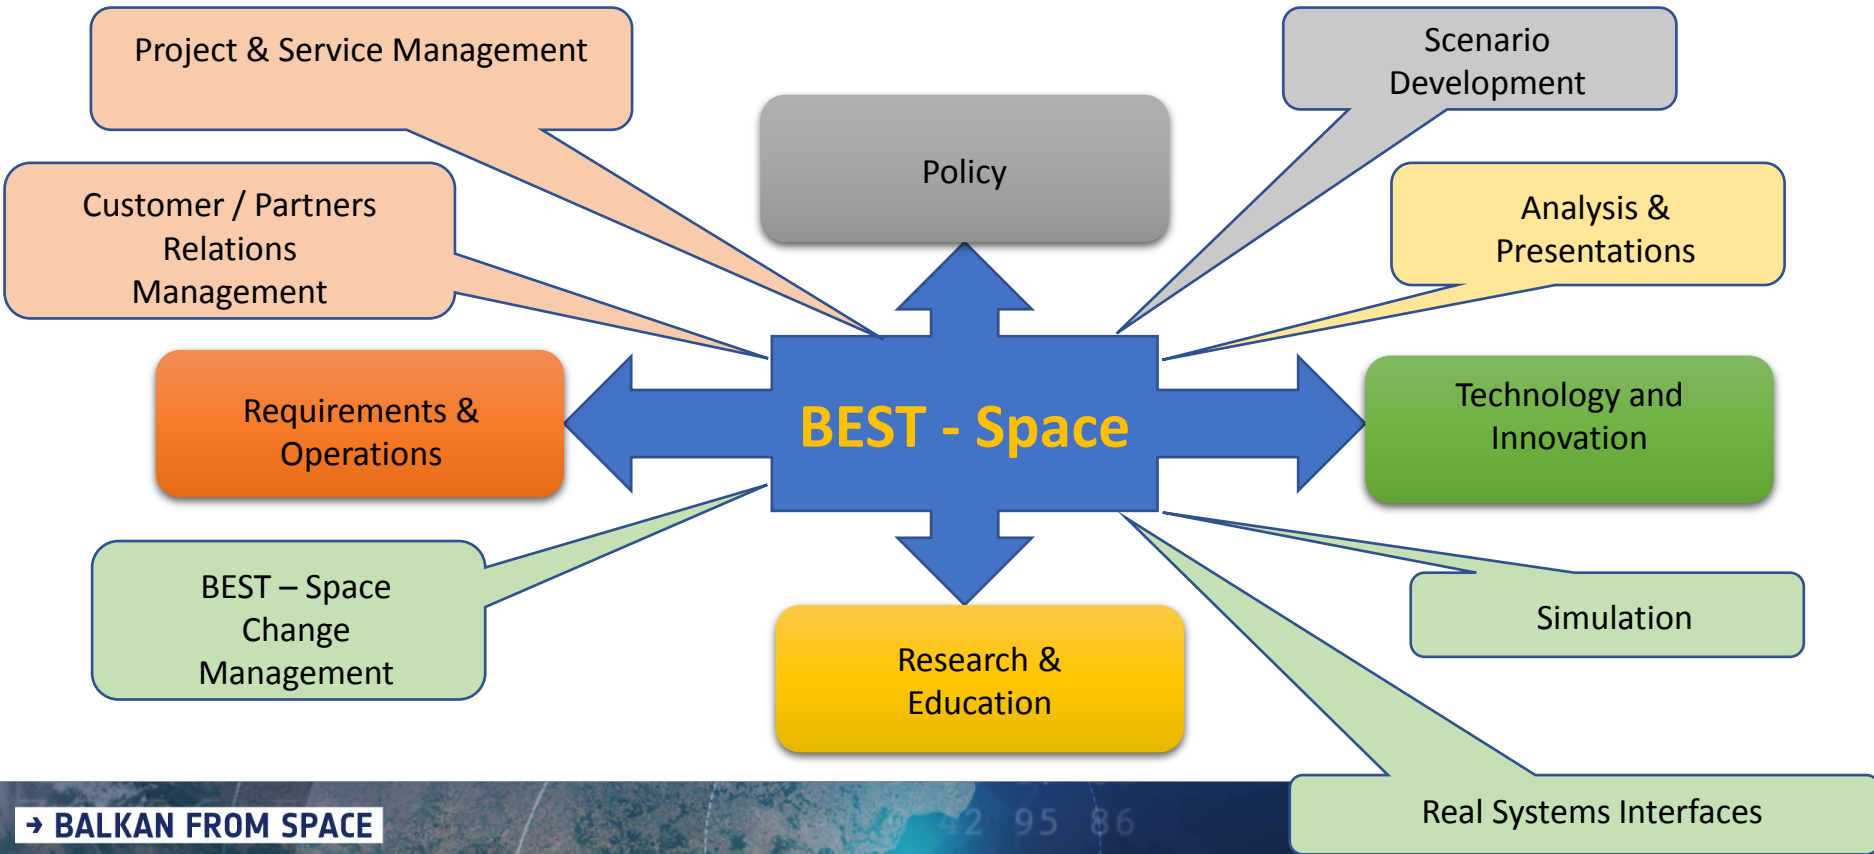 Project & Service Management
Scenario
Development
Policy
Customer / Partners
Relations
Management
Analysis &
Presentations
Requirements &
Operations
BEST - Space
Technology and
Innovation
BEST – Space
Change
Management
Simulation
Research &
Education
Real Systems Interfaces
→ BALKAN FROM SPACE
42 95 86